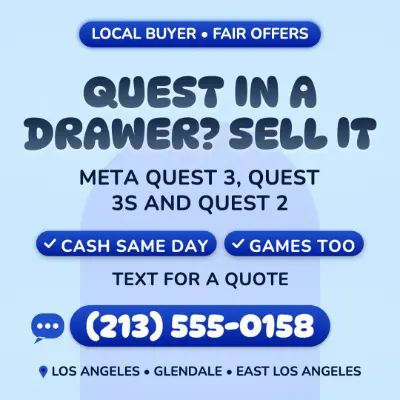 LOCAL BUYER • FAIR OFFERS
QUEST IN A
DRAWER? SELL IT
META QUEST 3, QUEST
3S AND QUEST 2
CASH SAME DAY
GAMES TOO
TEXT FOR A QUOTE
(213) 555-0158
LOS ANGELES • GLENDALE • EAST LOS ANGELES